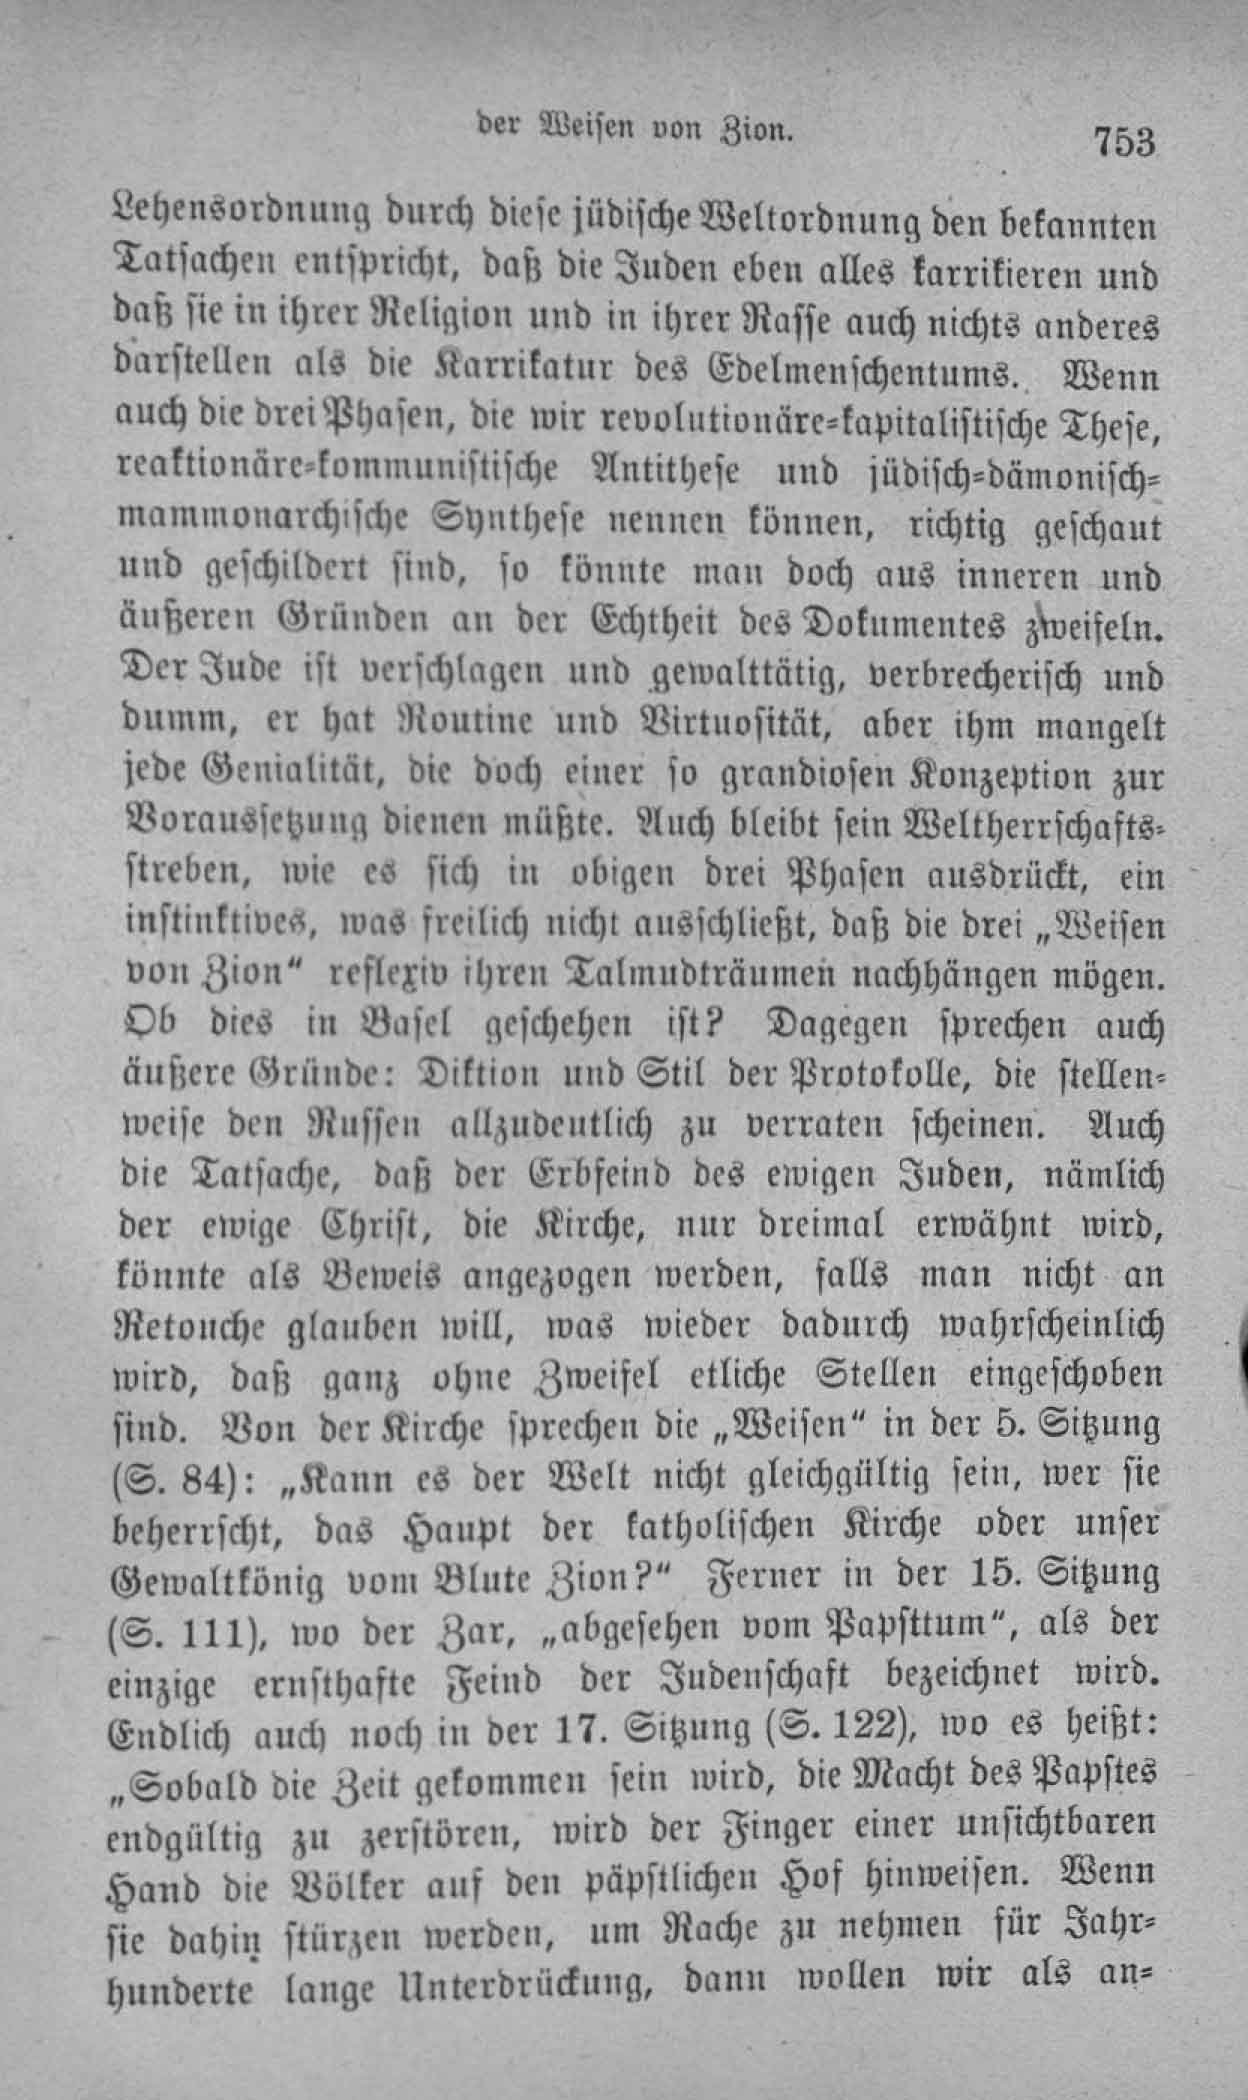 der Weisen von Zion.
753
Lehensordnung durch diese jüdische Weltordnung den bekannten
Tatsachen entspricht, daß die Juden eben alles karrikieren und
daß sie in ihrer Religion und in ihrer Rasse auch nichts anderes
darstellen als die Karrikatur des Edelmenschentums. Wenn
auch die drei Phasen, die wir revolutionäre-kapitalistische These,
reaktionäre-kommunistische Antithese und jüdisch-dämonisch-
mammonarchische Synthese nennen können, richtig geschaut
und geschildert sind, so könnte man doch aus inneren und
äußeren Gründen an der Echtheit des Dokumentes zweifeln.
Der Jude ist verschlagen und gewalttätig, verbrecherisch und
dumm, er hat Routine und Virtuosität, aber ihm mangelt
jede Genialität, die doch einer so grandiosen Konzeption zur
Voraussetzung dienen müßte. Auch bleibt sein Weltherrschafts-
streben, wie es sich in obigen drei Phasen ausdrückt, ein
instinktives, was freilich nicht ausschließt, daß die drei „Weisen
von Zion“ reflexiv ihren Talmudträumen nachhängen mögen.
Ob dies in Basel geschehen ist? Dagegen sprechen auch
äußere Gründe: Diktion und Stil der Protokolle, die stellen-
weise den Russen allzudeutlich zu verraten scheinen. Auch
die Tatsache, daß der Erbfeind des ewigen Juden, nämlich
der ewige Christ, die Kirche, nur dreimal erwähnt wird,
könnte als Beweis angezogen werden, falls man nicht an
Retouche glauben will, was wieder dadurch wahrscheinlich
wird, daß ganz ohne Zweifel etliche Stellen eingeschoben
sind. Von der Kirche sprechen die „Weisen“ in der 5. Sitzung
(S. 84): „Kann es der Welt nicht gleichgültig sein, wer sie
beherrscht, das Haupt der katholischen Kirche oder unser
Gewaltkönig vom Blute Zion?“ Ferner in der 15. Sitzung
(S. 111), wo der Zar, „abgesehen vom Papsttum“, als der
einzige ernsthafte Feind der Judenschaft bezeichnet wird.
Endlich auch noch in der 17. Sitzung (S. 122), wo es heißt:
„Sobald die Zeit gekommen sein wird, die Macht des Papstes
endgültig zu zerstören, wird der Finger einer unsichtbaren
Hand die Völker auf den päpstlichen Hof hinweisen. Wenn
sie dahin stürzen werden, um Rache zu nehmen für Jahr-
hunderte lange Unterdrückung, dann wollen wir als an-